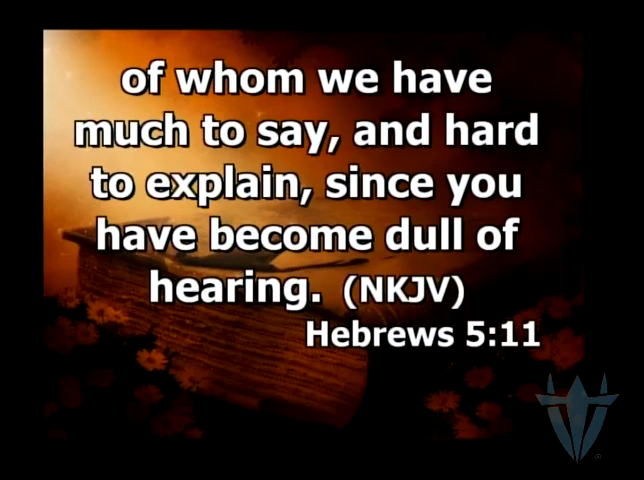 of whom we have
much to say, and hard
to explain, since you
have become dull of
hearing. (NKJV)
Hebrews 5:11